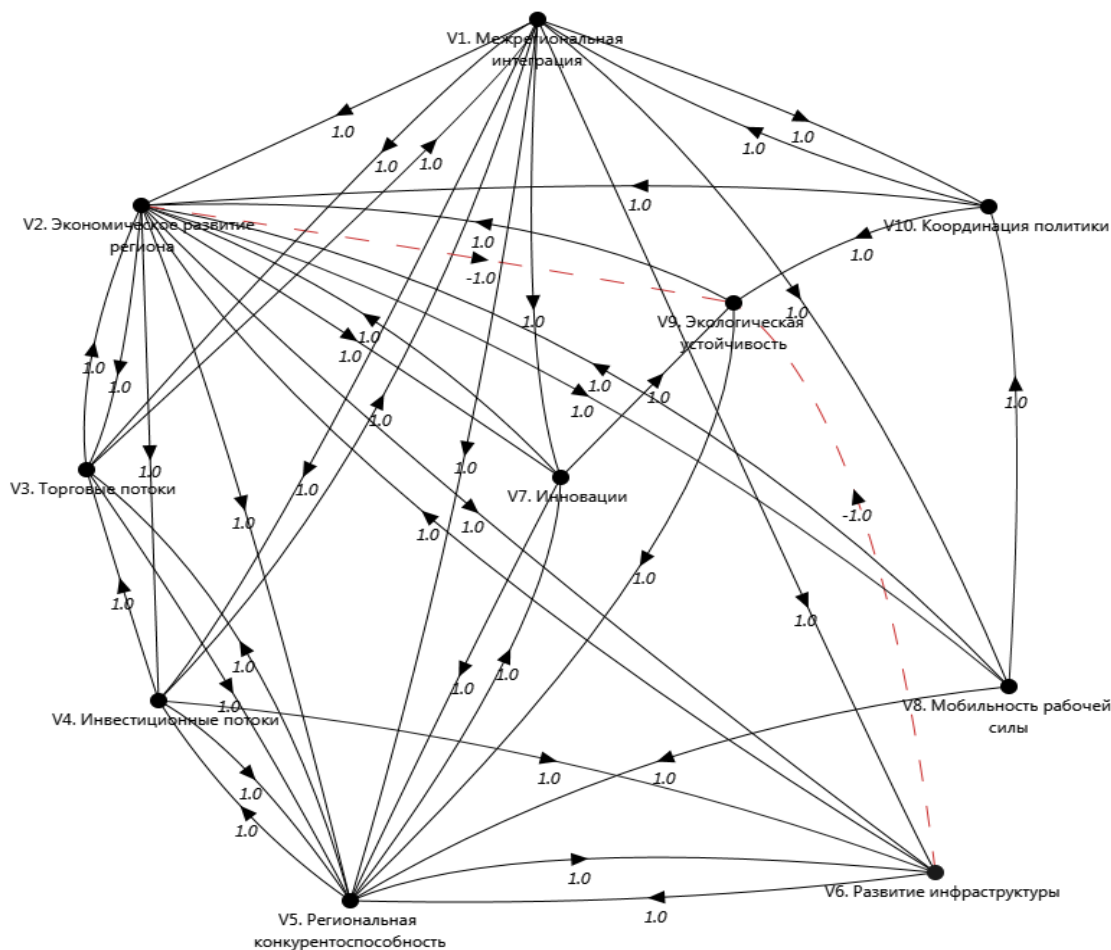 V1. Межрегиональная
интеграция
1.0
1.0
1.0
1.0
1.0
1.0
V2. Экономическое развитие
региона
V10. Координация политики
1.0
1.0
-1.0
1.0
1.0
V9. Экологическая
устойчивость
1.0
1.0
1.0
1.0
1.0
1.0
1.0
1.0
1.0
1.0
1.0
V3. Торговые потоки
1.0
V7. Инновации
-1.0
1.0
1.0
1.0
1.0
1.0
1.0
1.0
1.0
1.0
1.0
V8. Мобильность рабочей
силы
V4. Инвестиционные потоки
1.0
1.0
1.0
1.0
1.0
V6. Развитие инфраструктуры
1.0
V5. Региональная
конкурентоспособность